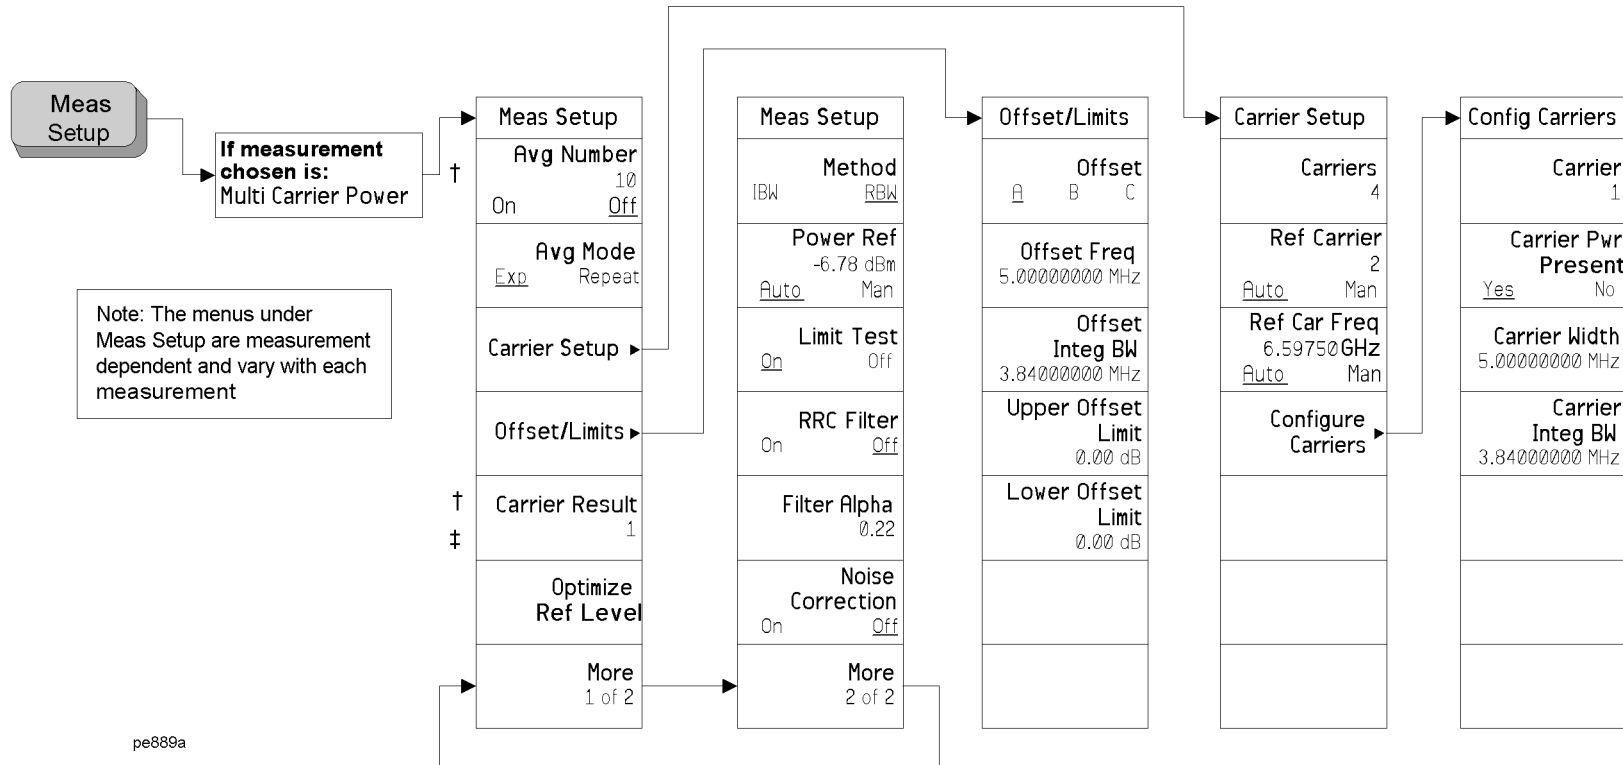 Meas
Setup
If measurement
chosen is:
Multi Carrier Power
Note: The menus under
Meas Setup are measurement
dependent and vary with each
measurement
pe889a
Meas Setup
†
Avg Number
10
On Off
Avg Mode
Exp Repeat
Carrier Setup
Offset/Limits
†
‡
Carrier Result
1
Optimize
Ref Level
More
1 of 2
Meas Setup
Method
IBW RBW
Power Ref
-6.78 dBm
Auto Man
Limit Test
On Off
RRC Filter
On Off
Filter Alpha
0.22
Noise
Correction
On Off
More
2 of 2
Offset/Limits
Offset
A B C
Offset Freq
5.00000000 MHz
Offset
Integ BW
3.84000000 MHz
Upper Offset
Limit
0.00 dB
Lower Offset
Limit
0.00 dB
Carrier Setup
Carriers
4
Ref Carrier
2
Auto Man
Ref Car Freq
6.59750GHz
Auto Man
Configure
Carriers
Config Carriers
Carrier
1
Carrier Pwr
Present
Yes No
Carrier Width
5.00000000 MHz
Carrier
Integ BW
3.84000000 MHz